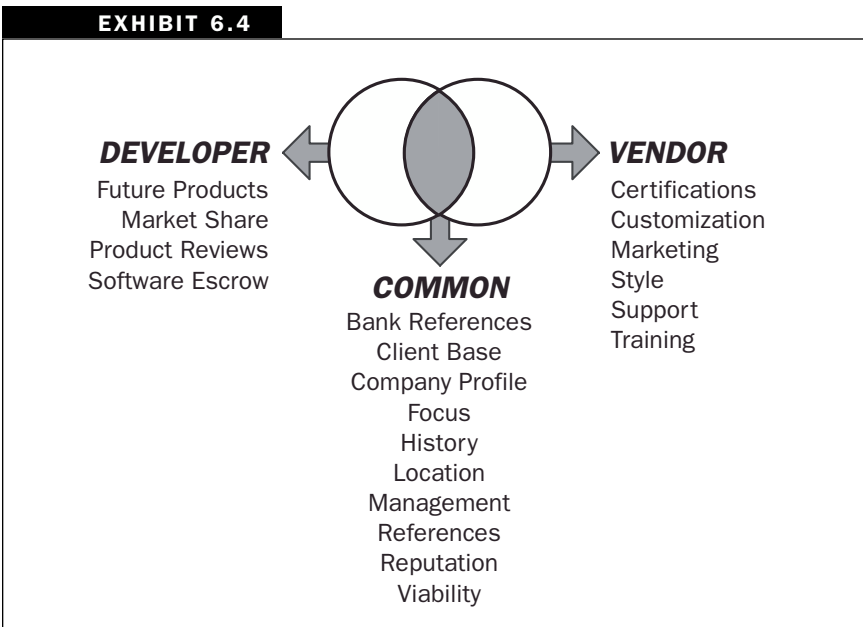 EXHIBIT 6.4
DEVELOPER
Future Products
Market Share
Product Reviews
Software Escrow
COMMON
Bank References
Client Base
Company Profile
Focus
History
Location
Management
References
Reputation
Viability
VENDOR
Certifications
Customization
Marketing
Style
Support
Training